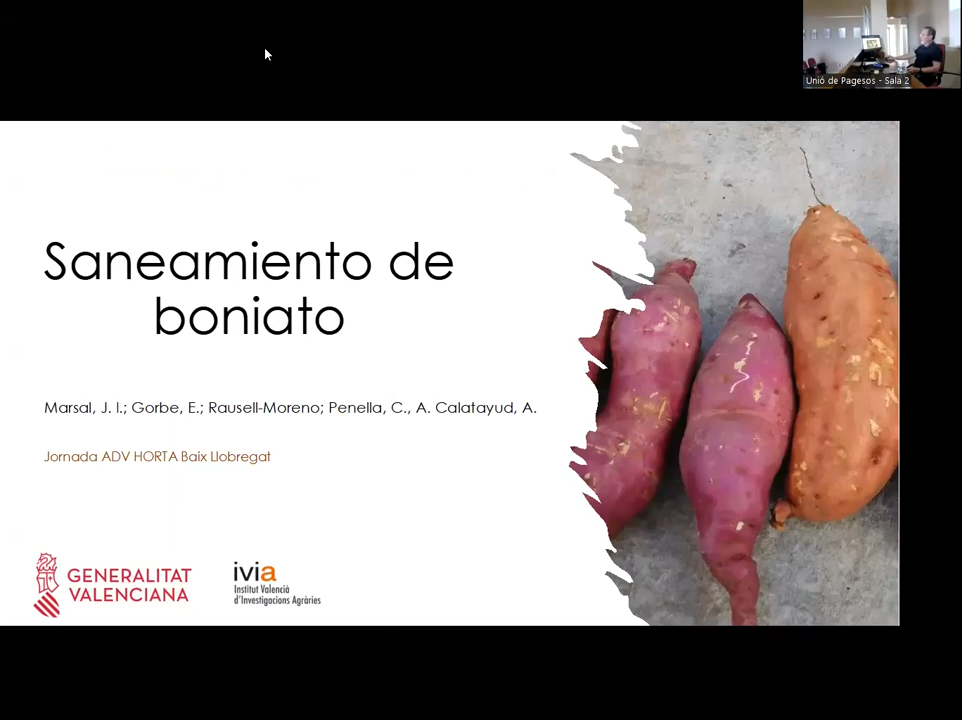 Unió de Pagesos - Sala 2
Saneamiento de
boniato
Marsal, J. I.; Gorbe, E.; Rausell-Moreno; Penella, C., A. Calatayud, A.
Jornada ADV HORTA Baix Llobregat
GENERALITAT
VALENCIANA
ivia
Institut Valencià
d'Investigacions Agràries